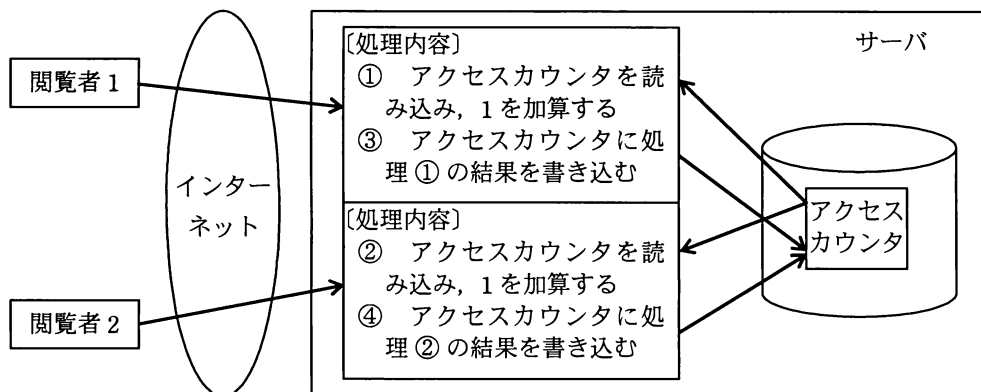 サーバ
閲覧者 1
インター
ネット
〔処理内容〕
① アクセスカウンタを読
み込み，1 を加算する
③ アクセスカウンタに処
理 ① の結果を書き込む
〔処理内容〕
② アクセスカウンタを読
み込み，1 を加算する
④ アクセスカウンタに処
理 ② の結果を書き込む
アクセス
カウンタ
閲覧者 2